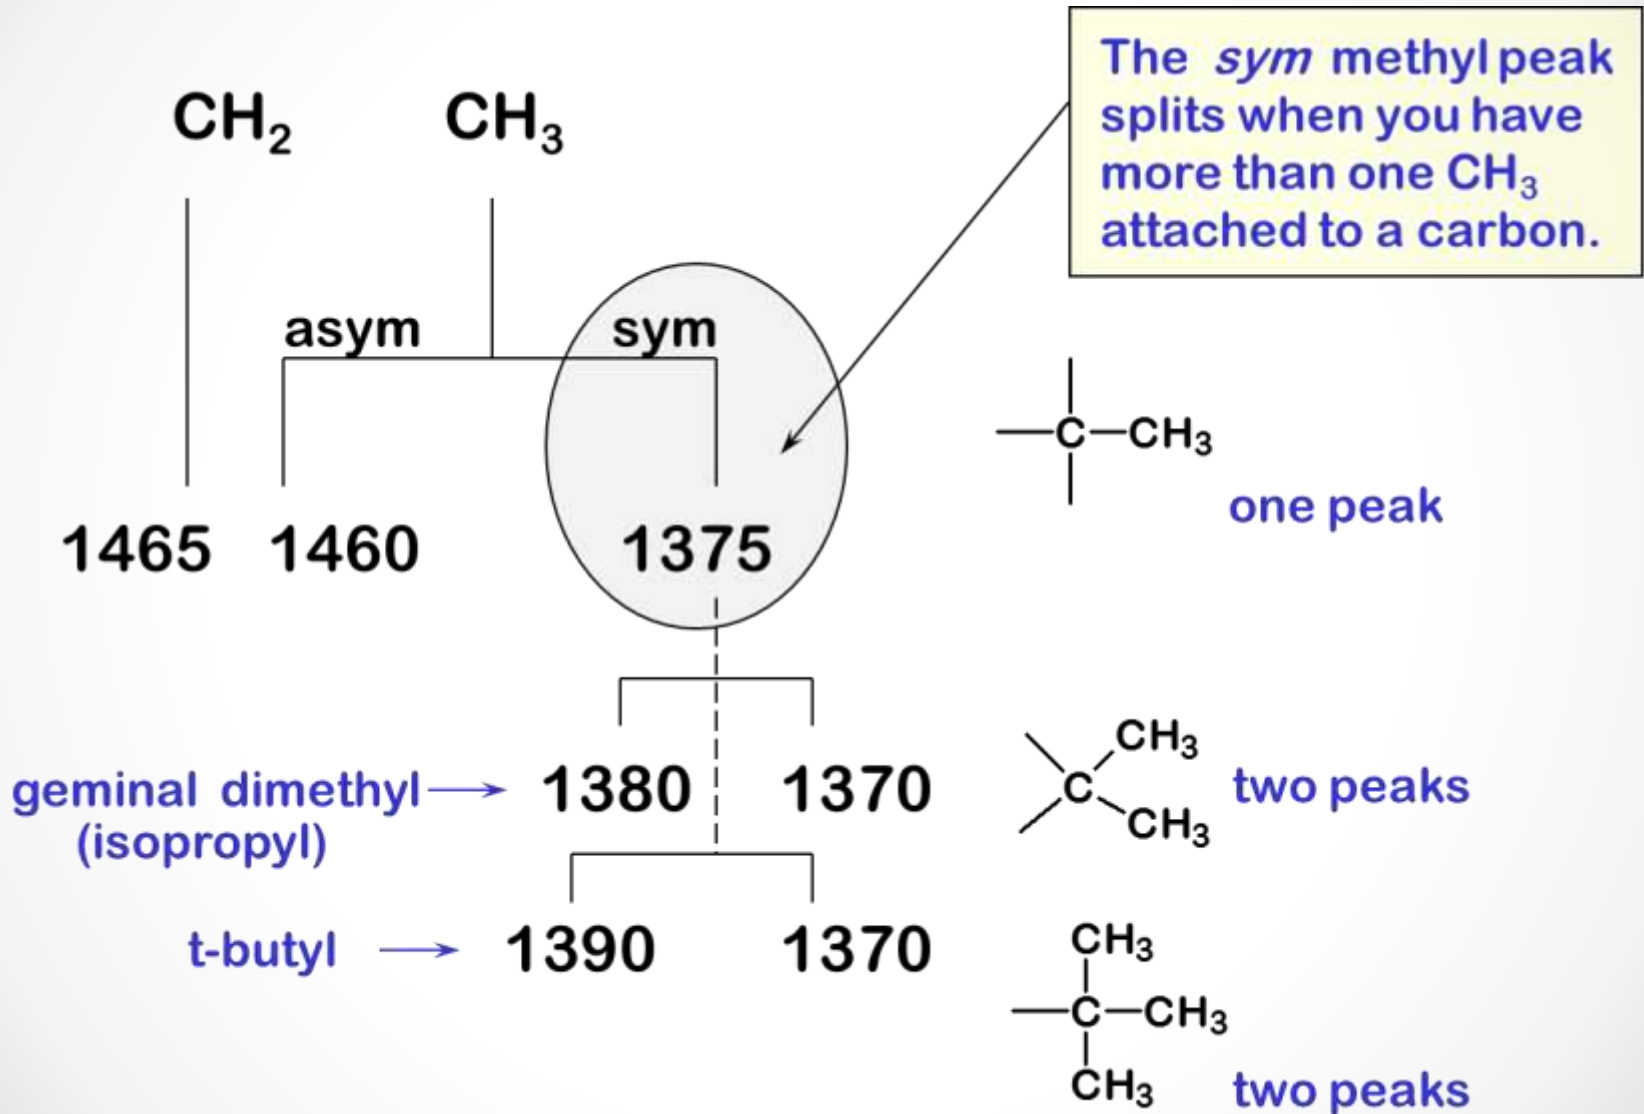 The sym methyl peak
splits when you have
more than one CH₃
attached to a carbon.
CH₂ CH₃
asym sym
1465 1460 1375
C CH₃
one peak
geminal dimethyl
(isopropyl)
1380 1370
CH₃
C
CH₃
two peaks
t-butyl
1390 1370
CH₃
C CH₃
CH₃
two peaks